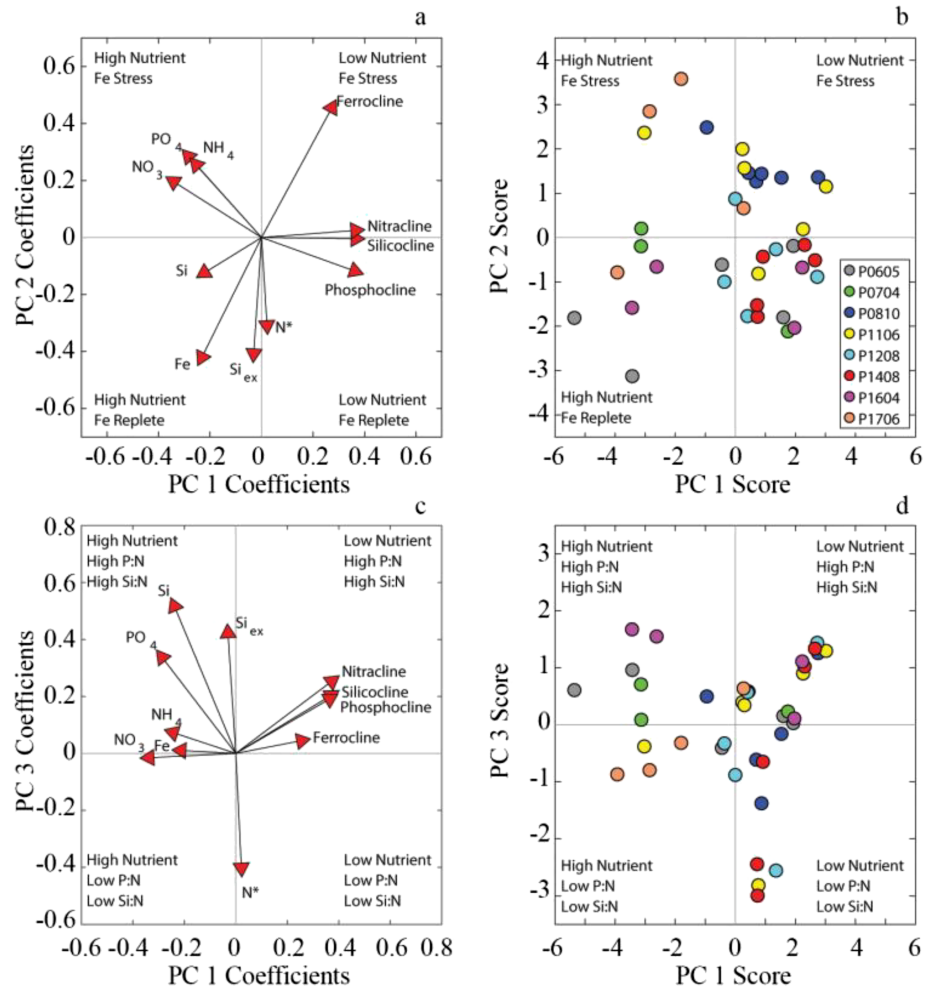 a
High Nutrient
Fe Stress
Low Nutrient
Fe Stress
Ferrocline
PO 4
NH 4
NO 3
Nitracline
Silicocline
Si
Phosphocline
N*
Fe
Si ex
High Nutrient
Fe Replete
Low Nutrient
Fe Replete
0.6
0.4
0.2
0
-0.2
-0.4
-0.6
PC 2 Coefficients
-0.6 -0.4 -0.2 0 0.2 0.4 0.6
PC 1 Coefficients
b
High Nutrient
Fe Stress
Low Nutrient
Fe Stress
High Nutrient
Fe Replete
P0605
P0704
P0810
P1106
P1208
P1408
P1604
P1706
4
3
2
1
0
-1
-2
-3
-4
PC 2 Score
-6 -4 -2 0 2 4 6
PC 1 Score
c
High Nutrient
High P:N
High Si:N
Low Nutrient
High P:N
High Si:N
Si
Si ex
PO 4
Nitracline
Silicocline
Phosphocline
NH 4
NO 3
Fe
Ferrocline
N*
High Nutrient
Low P:N
Low Si:N
Low Nutrient
Low P:N
Low Si:N
0.8
0.6
0.4
0.2
0
-0.2
-0.4
-0.6
PC 3 Coefficients
-0.6 -0.4 -0.2 0 0.2 0.4 0.6 0.8
PC 1 Coefficients
d
High Nutrient
High P:N
High Si:N
Low Nutrient
High P:N
High Si:N
High Nutrient
Low P:N
Low Si:N
Low Nutrient
Low P:N
Low Si:N
3
2
1
0
-1
-2
-3
PC 3 Score
-6 -4 -2 0 2 4 6
PC 1 Score